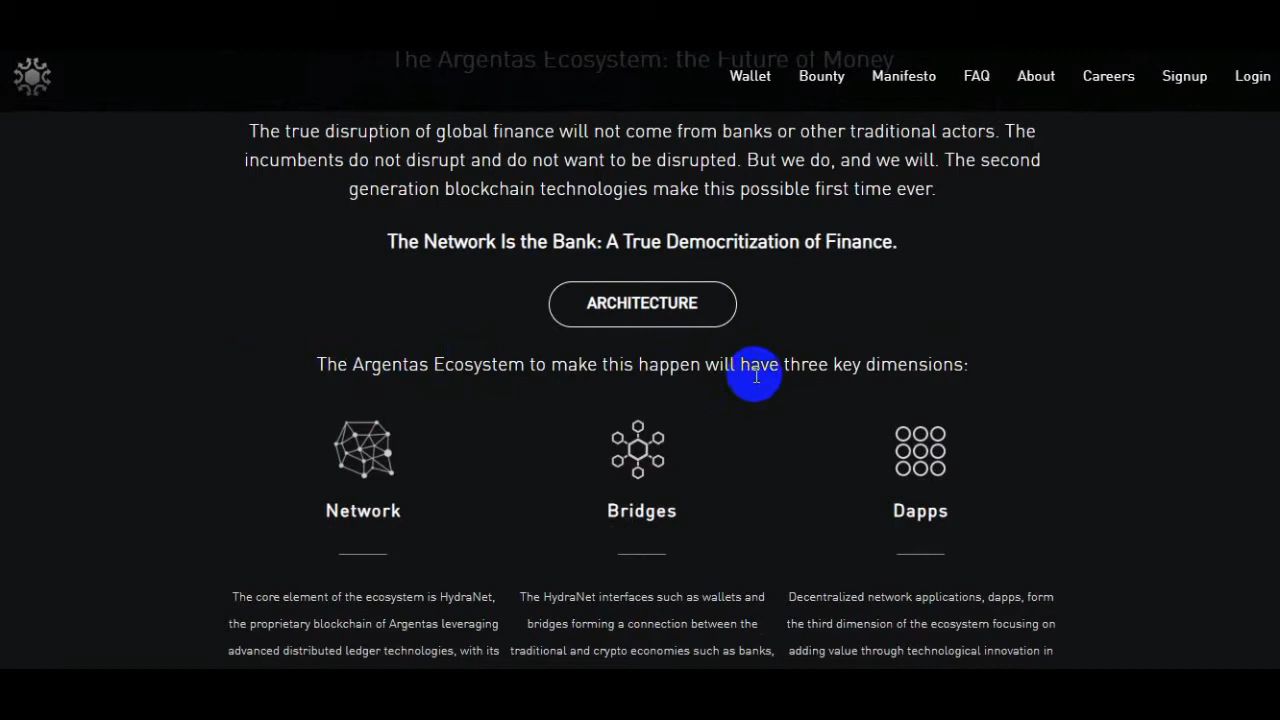 The Argentas Ecosystem: the Future of Money
Wallet Bounty Manifesto FAQ About Careers Signup Login
The true disruption of global finance will not come from banks or other traditional actors. The
incumbents do not disrupt and do not want to be disrupted. But we do, and we will. The second
generation blockchain technologies make this possible first time ever.
The Network Is the Bank: A True Democritization of Finance.
ARCHITECTURE
The Argentas Ecosystem to make this happen will have three key dimensions:
Network
The core element of the ecosystem is HydraNet,
the proprietary blockchain of Argentas leveraging
advanced distributed ledger technologies, with its
Bridges
The HydraNet interfaces such as wallets and
bridges forming a connection between the
traditional and crypto economies such as banks,
Dapps
Decentralized network applications, dapps, form
the third dimension of the ecosystem focusing on
adding value through technological innovation in